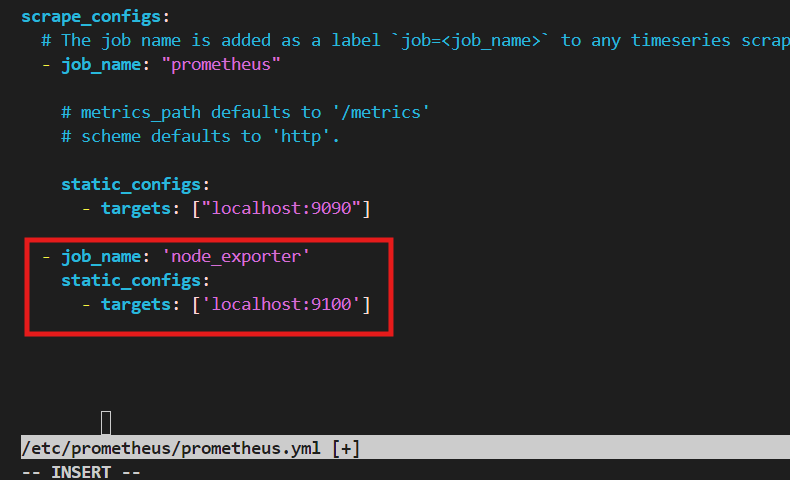 scrape_configs:
# The job name is added as a label `job=<job_name>` to any timeseries scrap
- job_name: "prometheus"
# metrics_path defaults to '/metrics'
# scheme defaults to 'http'.
static_configs:
- targets: ["localhost:9090"]
- job_name: 'node_exporter'
static_configs:
- targets: ['localhost:9100']
/etc/prometheus/prometheus.yml [+]
-- INSERT --